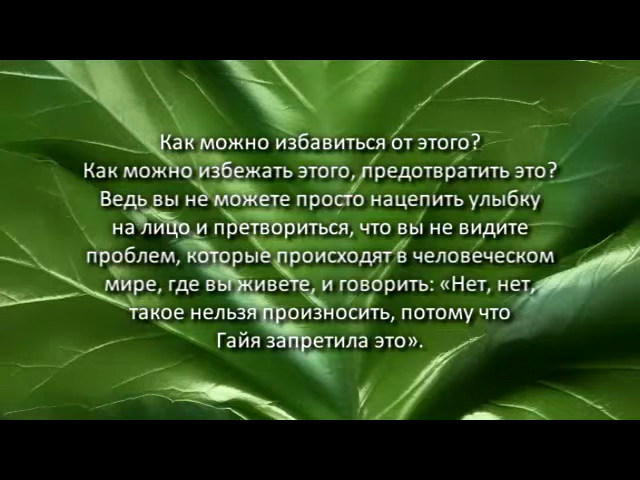 Как можно избавиться от этого?
Как можно избежать этого, предотвратить это?
Ведь вы не можете просто нацепить улыбку
на лицо и претвориться, что вы не видите
проблем, которые происходят в человеческом
мире, где вы живете, и говорить: «Нет, нет,
такое нельзя произносить, потому что
Гайя запретила это».